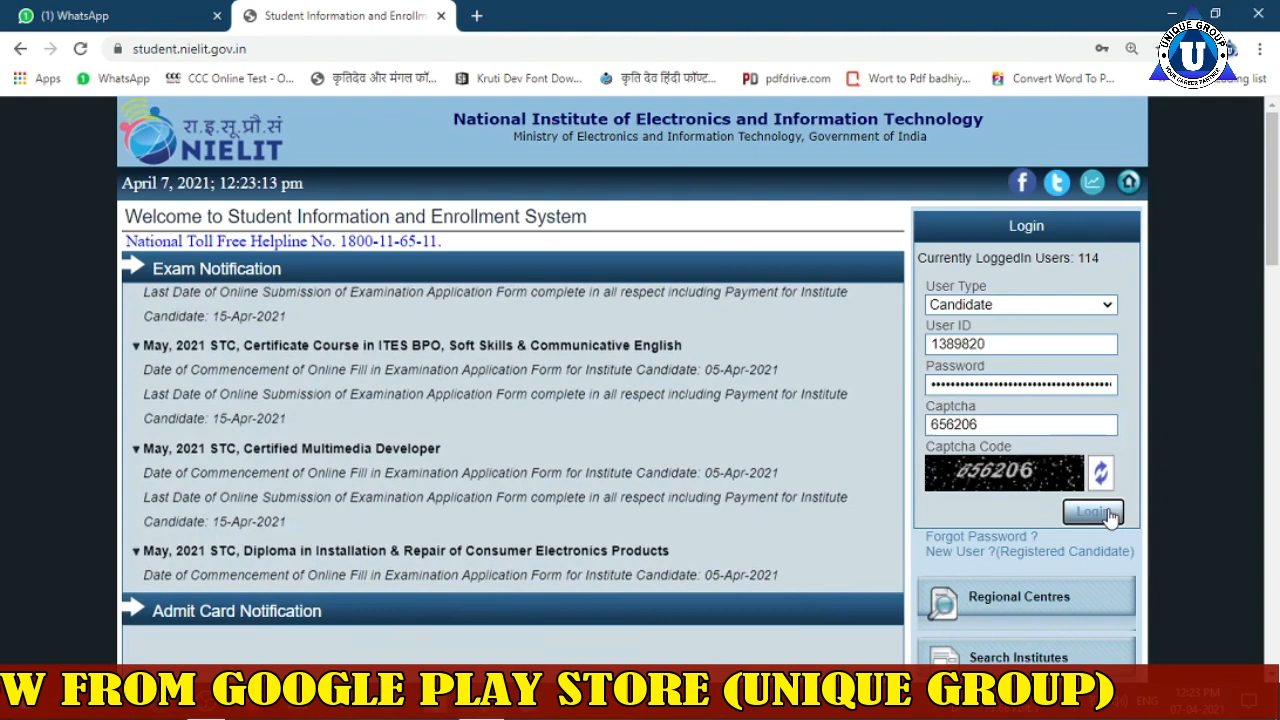 (1) WhatsApp
Student Information and Enrollm
student.nielit.gov.in
Apps
WhatsApp
CCC Online Test - O...
कृतिदेव और मंगल फॉ...
Kruti Dev Font Dow...
कृति देव हिंदी फॉण्ट...
pdfdrive.com
Wort to Pdf badhiy...
Convert Word To P...
ing list
UNIQUE GROUP
U
रा.इ.सू.प्रौ.सं
NIELIT
National Institute of Electronics and Information Technology
Ministry of Electronics and Information Technology, Government of India
April 7, 2021; 12:23:13 pm
Welcome to Student Information and Enrollment System
National Toll Free Helpline No. 1800-11-65-11.
Exam Notification
Last Date of Online Submission of Examination Application Form complete in all respect including Payment for Institute
Candidate: 15-Apr-2021
May, 2021 STC, Certificate Course in ITES BPO, Soft Skills & Communicative English
Date of Commencement of Online Fill in Examination Application Form for Institute Candidate: 05-Apr-2021
Last Date of Online Submission of Examination Application Form complete in all respect including Payment for Institute
Candidate: 15-Apr-2021
May, 2021 STC, Certified Multimedia Developer
Date of Commencement of Online Fill in Examination Application Form for Institute Candidate: 05-Apr-2021
Last Date of Online Submission of Examination Application Form complete in all respect including Payment for Institute
Candidate: 15-Apr-2021
May, 2021 STC, Diploma in Installation & Repair of Consumer Electronics Products
Date of Commencement of Online Fill in Examination Application Form for Institute Candidate: 05-Apr-2021
Admit Card Notification
Login
Currently LoggedIn Users: 114
User Type
Candidate
User ID
1389820
Password
Captcha
656206
Captcha Code
656206
Login
Forgot Password ?
New User ?(Registered Candidate)
Regional Centres
Search Institutes
W FROM GOOGLE PLAY STORE (UNIQUE GROUP)
ENG
12:23 PM
07-04-2021